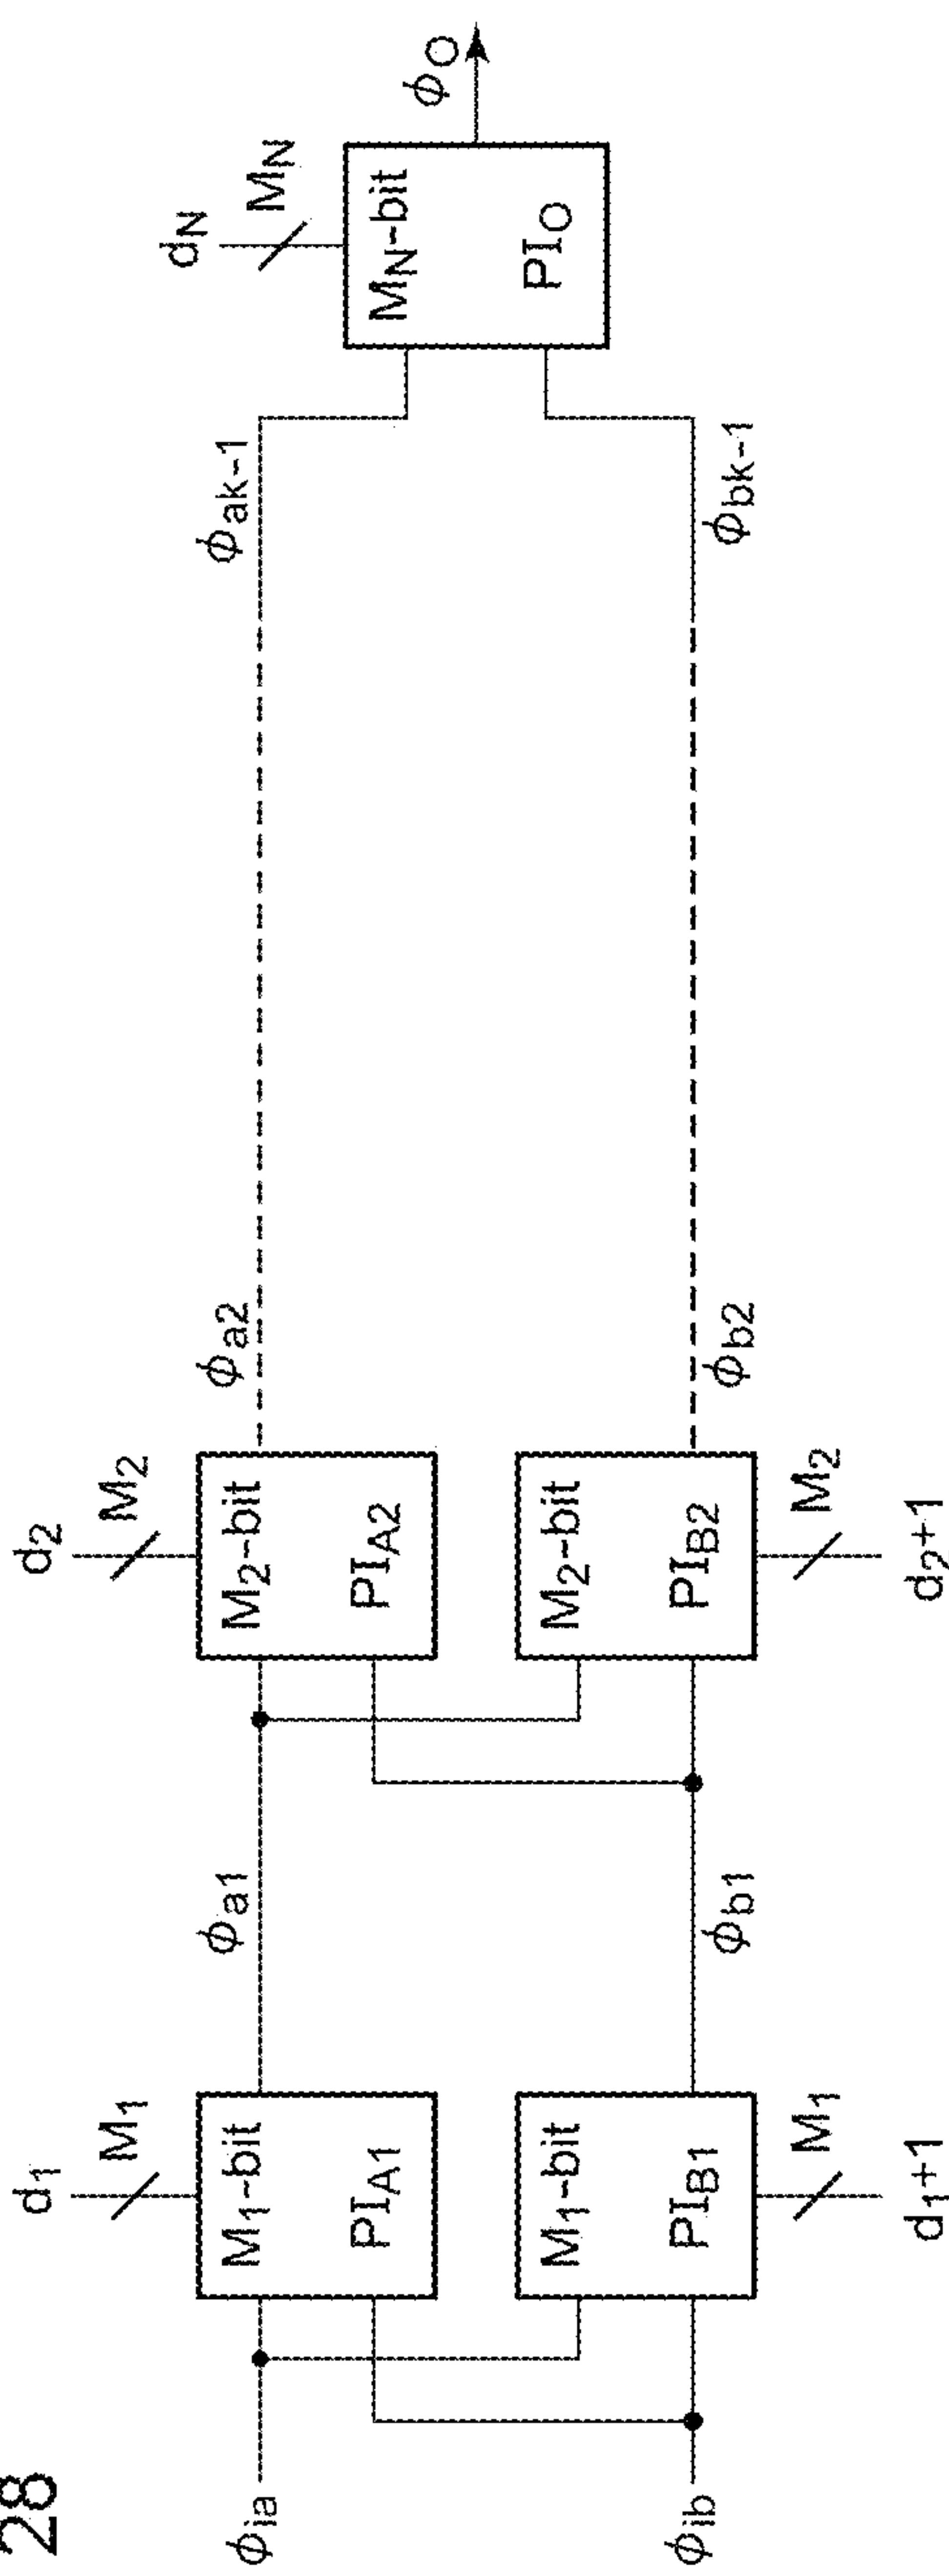 28
d₁
M₁
d₂
M₂
dN
MN
ϕia
M₁-bit
PIA1
ϕa1
M₂-bit
PIA2
ϕa2
ϕak-1
MN-bit
PIO
ϕO
ϕib
M₁-bit
PIB1
ϕb1
M₂-bit
PIB2
ϕb2
ϕbk-1
M₁
d₁+1
M₂
d₂+1